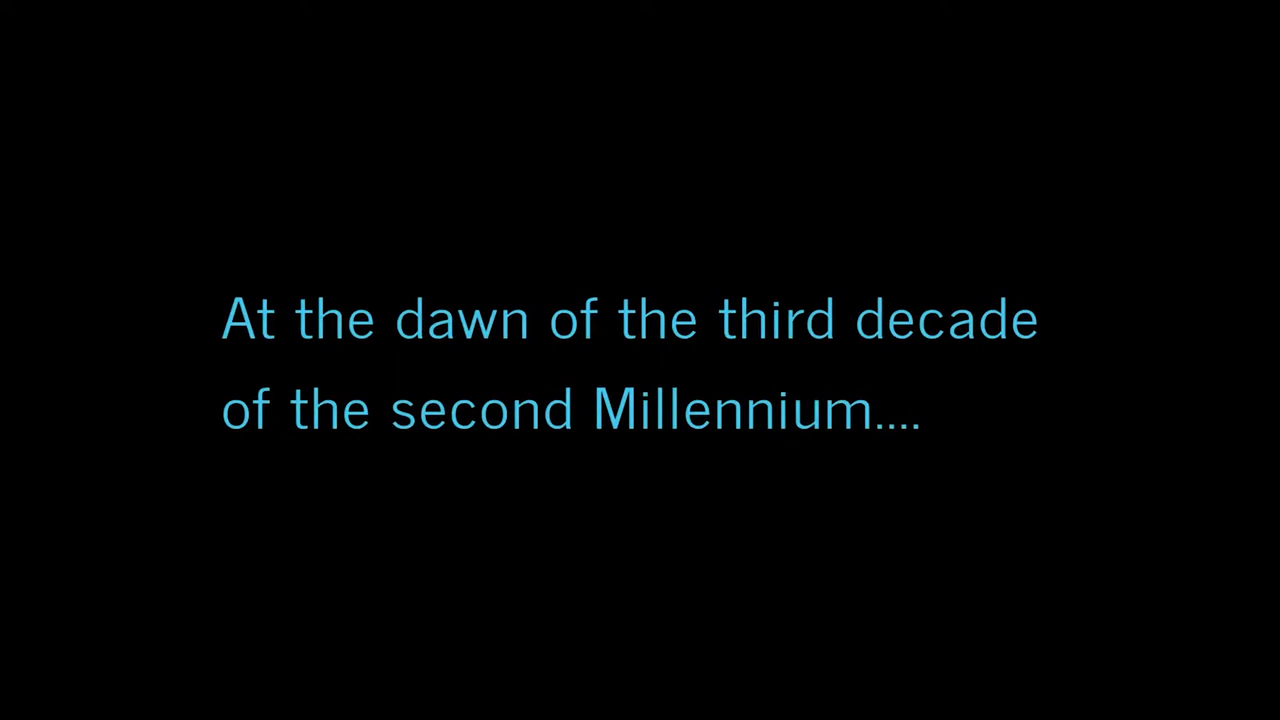 At the dawn of the third decade
of the second Millennium....